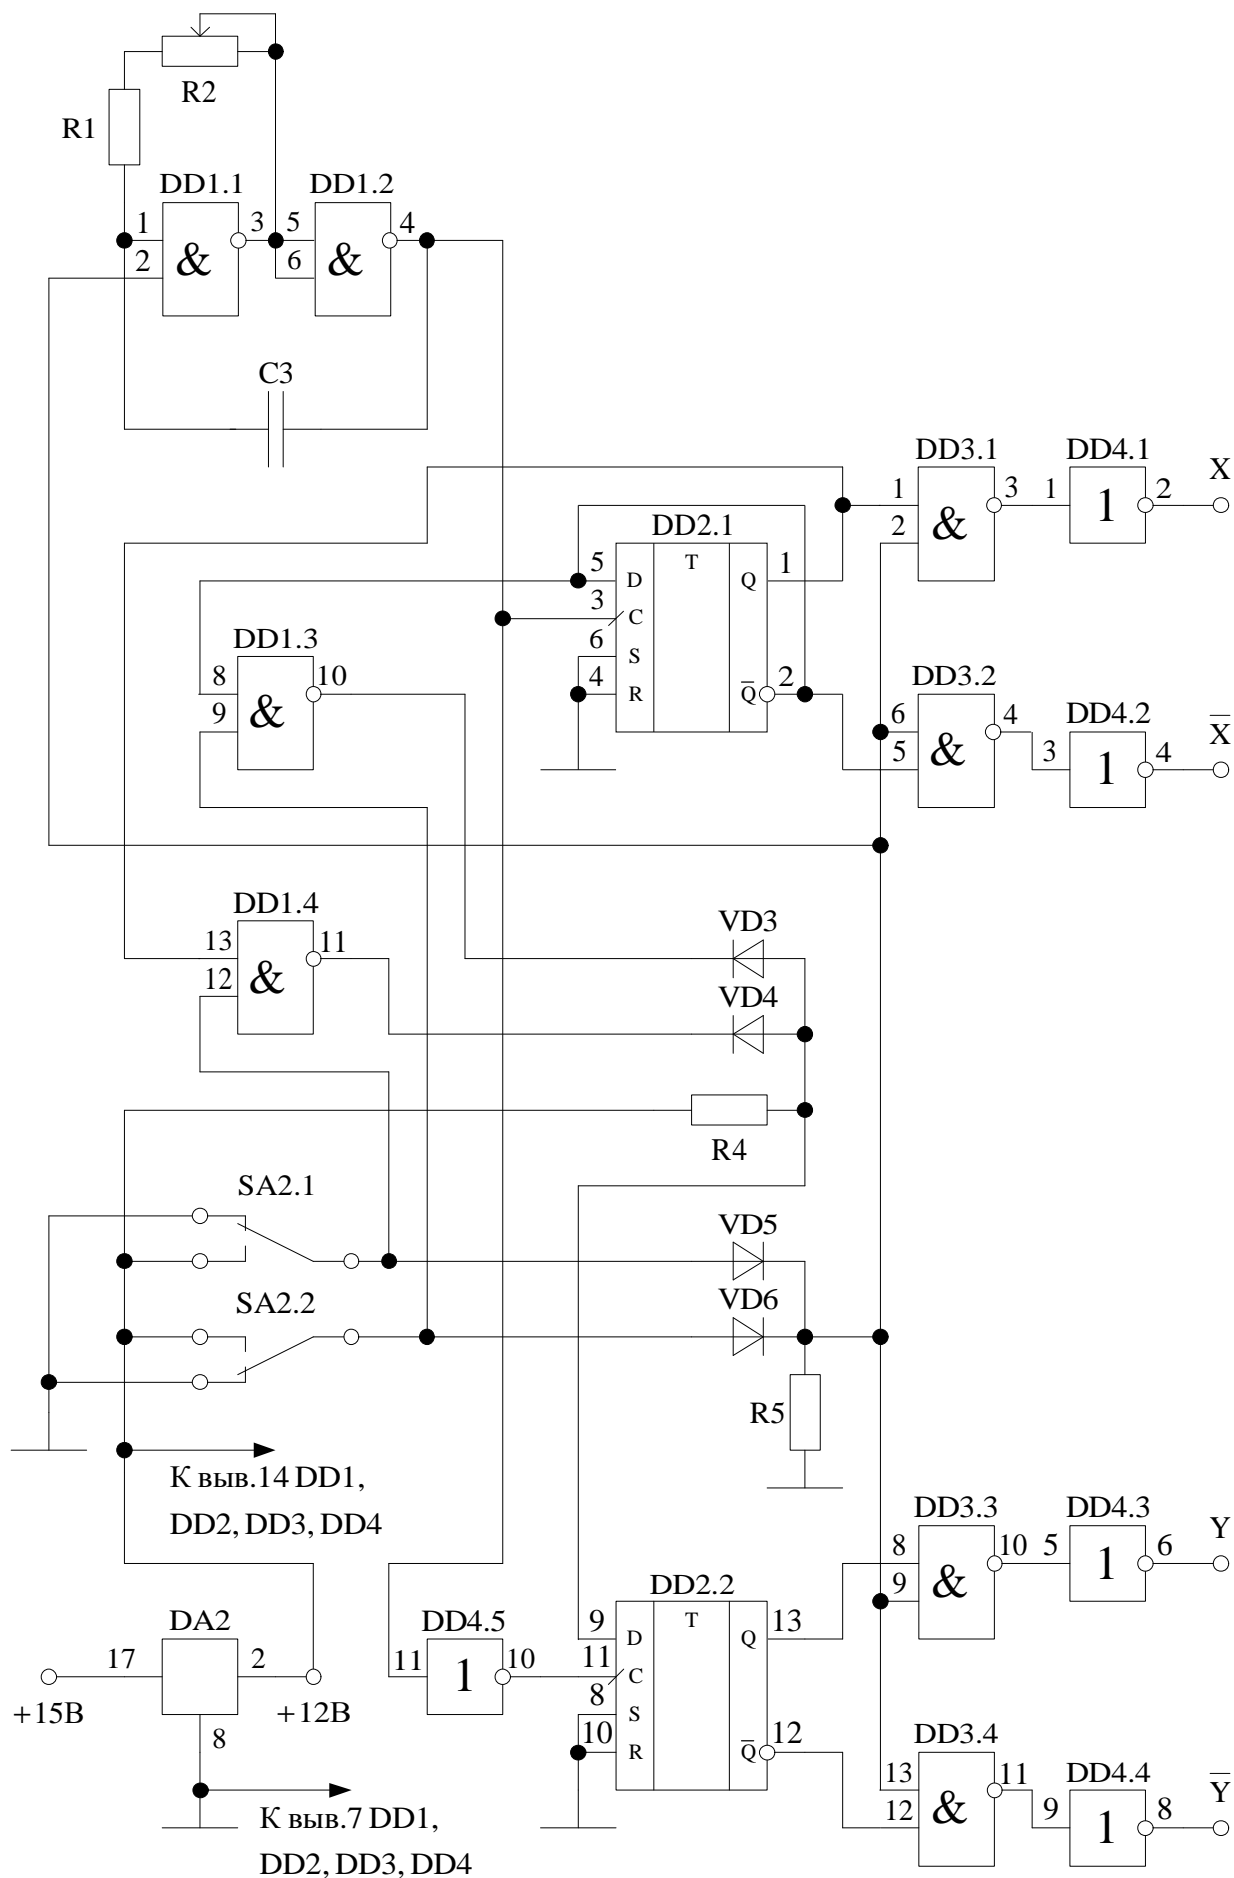 R2
R1
DD1.1
DD1.2
1
2
&
3
5
6
&
4
C3
DD3.1
DD4.1
X
1
2
&
3
1
1
2
DD2.1
5
3
6
4
D
C
S
R
T
Q
Q̅
1
2
DD1.3
8
9
&
10
DD3.2
DD4.2
X̅
6
5
&
4
3
1
4
DD1.4
13
12
&
11
VD3
VD4
R4
SA2.1
VD5
SA2.2
VD6
R5
К выв.14 DD1,
DD2, DD3, DD4
DD3.3
DD4.3
Y
8
9
&
10
5
1
6
DD2.2
9
11
8
10
D
C
S
R
T
Q
Q̅
13
12
DA2
17
2
8
+15В
+12В
DD4.5
11
1
10
DD3.4
DD4.4
Y̅
13
12
&
11
9
1
8
К выв.7 DD1,
DD2, DD3, DD4